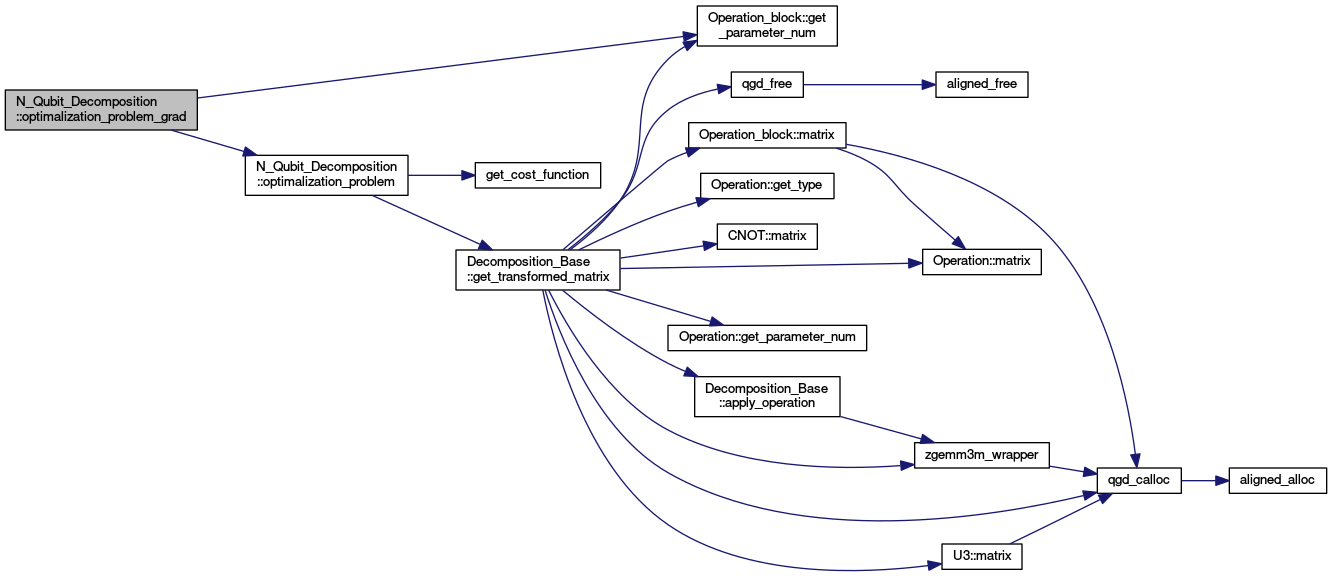 Operation_block::get
_parameter_num
N_Qubit_Decomposition
::optimalization_problem_grad
qgd_free
aligned_free
Operation_block::matrix
N_Qubit_Decomposition
::optimalization_problem
get_cost_function
Operation::get_type
CNOT::matrix
Decomposition_Base
::get_transformed_matrix
Operation::matrix
Operation::get_parameter_num
Decomposition_Base
::apply_operation
zgemm3m_wrapper
qgd_calloc
aligned_alloc
U3::matrix